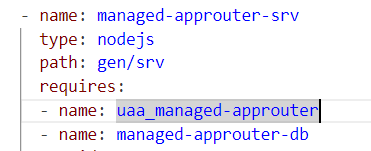 - name: managed-approuter-srv
type: nodejs
path: gen/srv
requires:
- name: uaa_managed-approuter
- name: managed-approuter-db